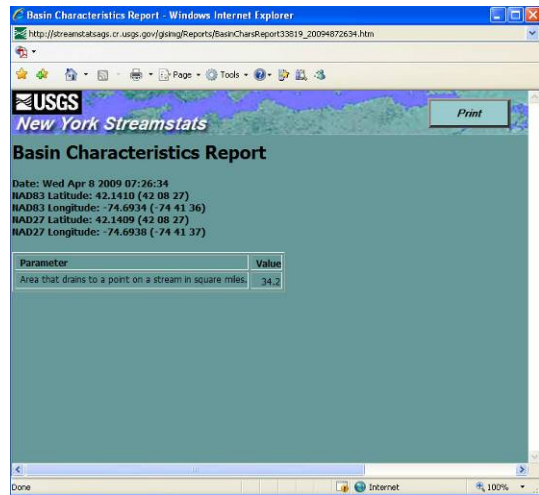 Basin Characteristics Report - Windows Internet Explorer
http://streamstatsags.cr.usgs.gov/gisimg/Reports/BasinCharsReport33819_20094872634.htm
Page Tools
USGS
New York Streamstats
Print
Basin Characteristics Report
Date: Wed Apr 8 2009 07:26:34
NAD83 Latitude: 42.1410 (42 08 27)
NAD83 Longitude: -74.6934 (-74 41 36)
NAD27 Latitude: 42.1409 (42 08 27)
NAD27 Longitude: -74.6938 (-74 41 37)
Parameter Value
Area that drains to a point on a stream in square miles. 34.2
Done Internet 100%